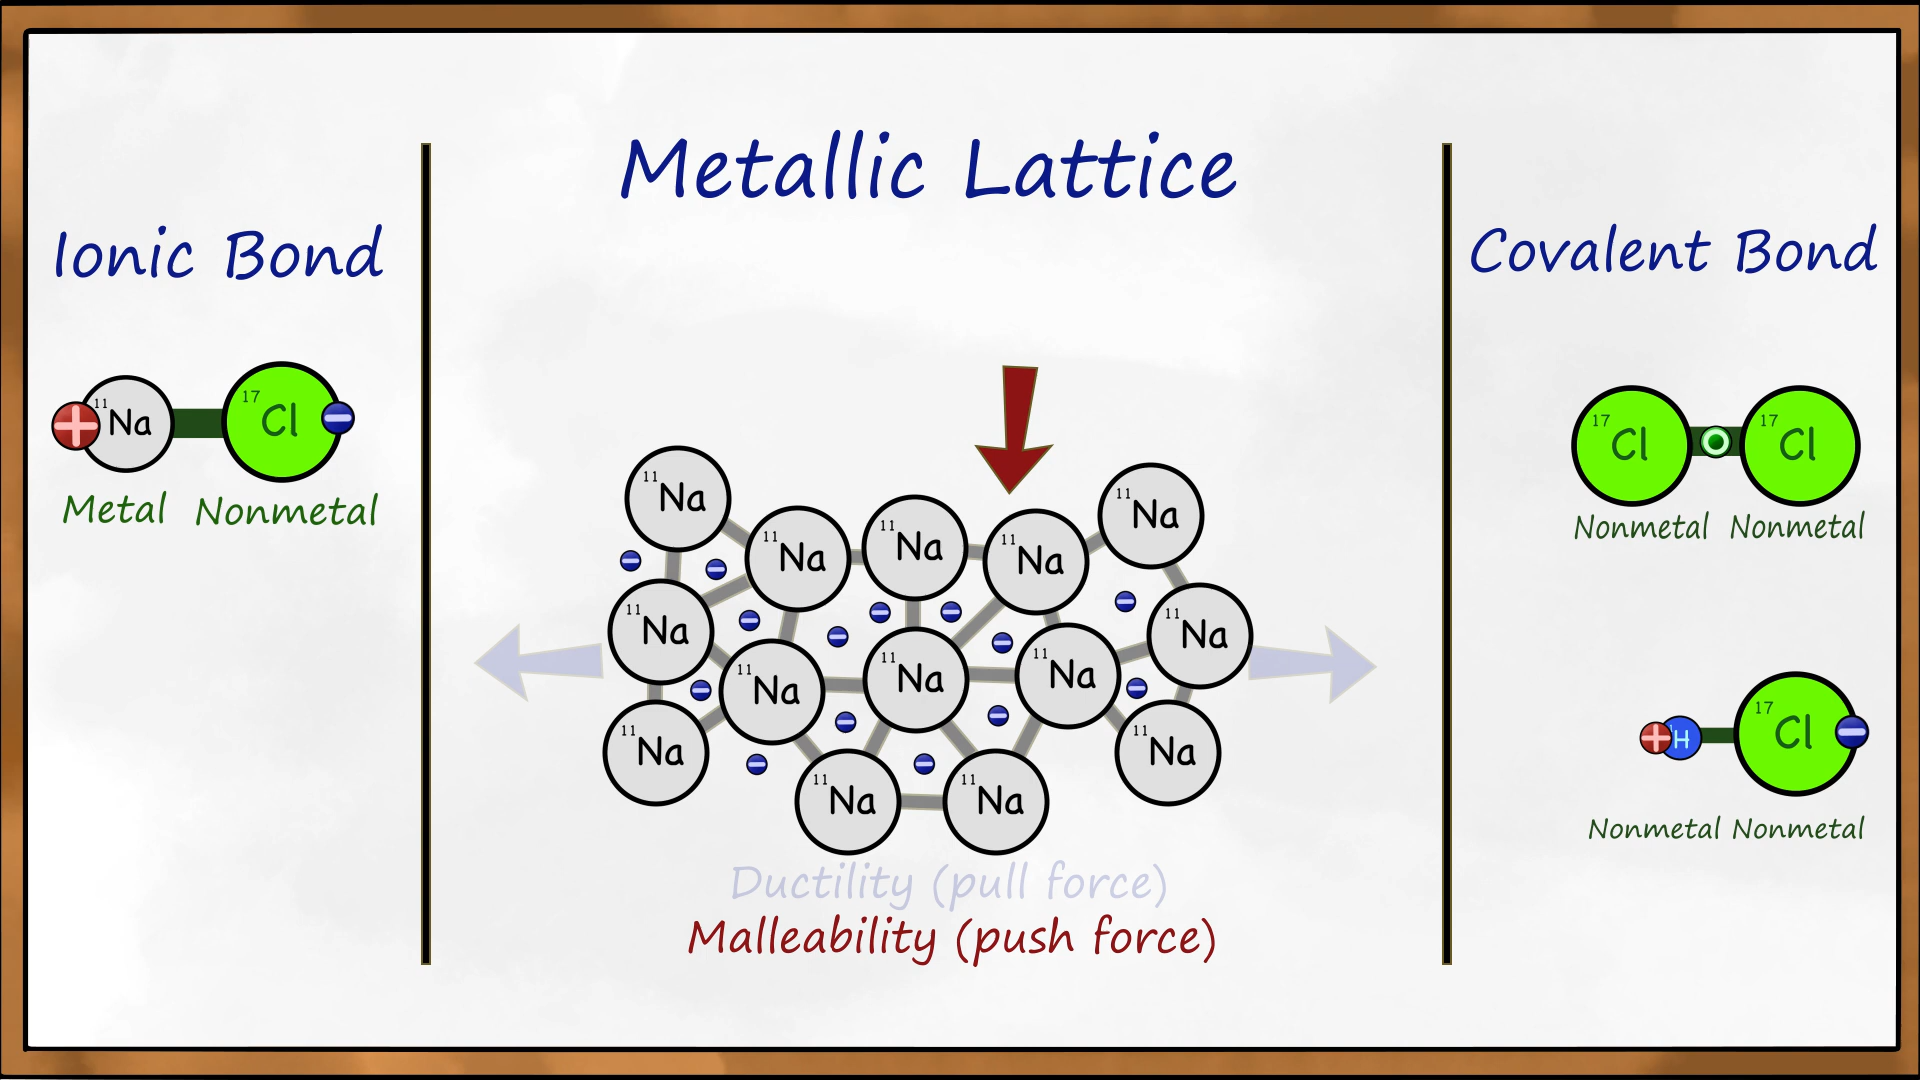 Metallic Lattice
Ionic Bond
11 Na 17 Cl
Metal Nonmetal
11 Na
11 Na
11 Na
11 Na
11 Na
11 Na
11 Na
11 Na
11 Na
11 Na
11 Na
11 Na
11 Na
11 Na
Ductility (pull force)
Malleability (push force)
Covalent Bond
17 Cl 17 Cl
Nonmetal Nonmetal
H 17 Cl
Nonmetal Nonmetal